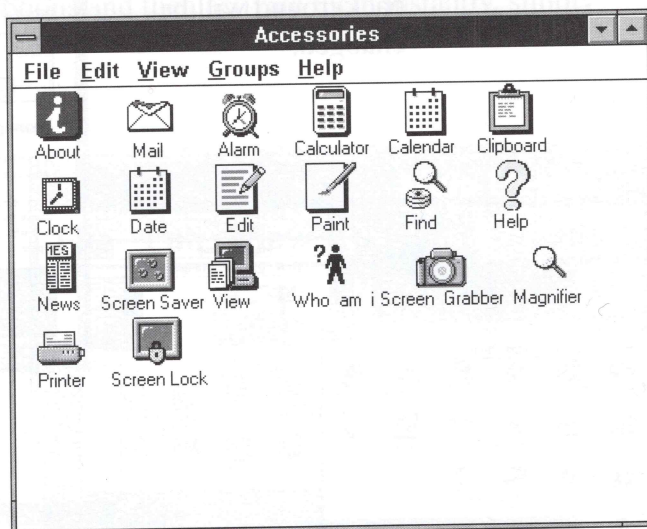 Accessories
File Edit View Groups Help
About Mail Alarm Calculator Calendar Clipboard
Clock Date Edit Paint Find Help
News Screen Saver View Who am i Screen Grabber Magnifier
Printer Screen Lock